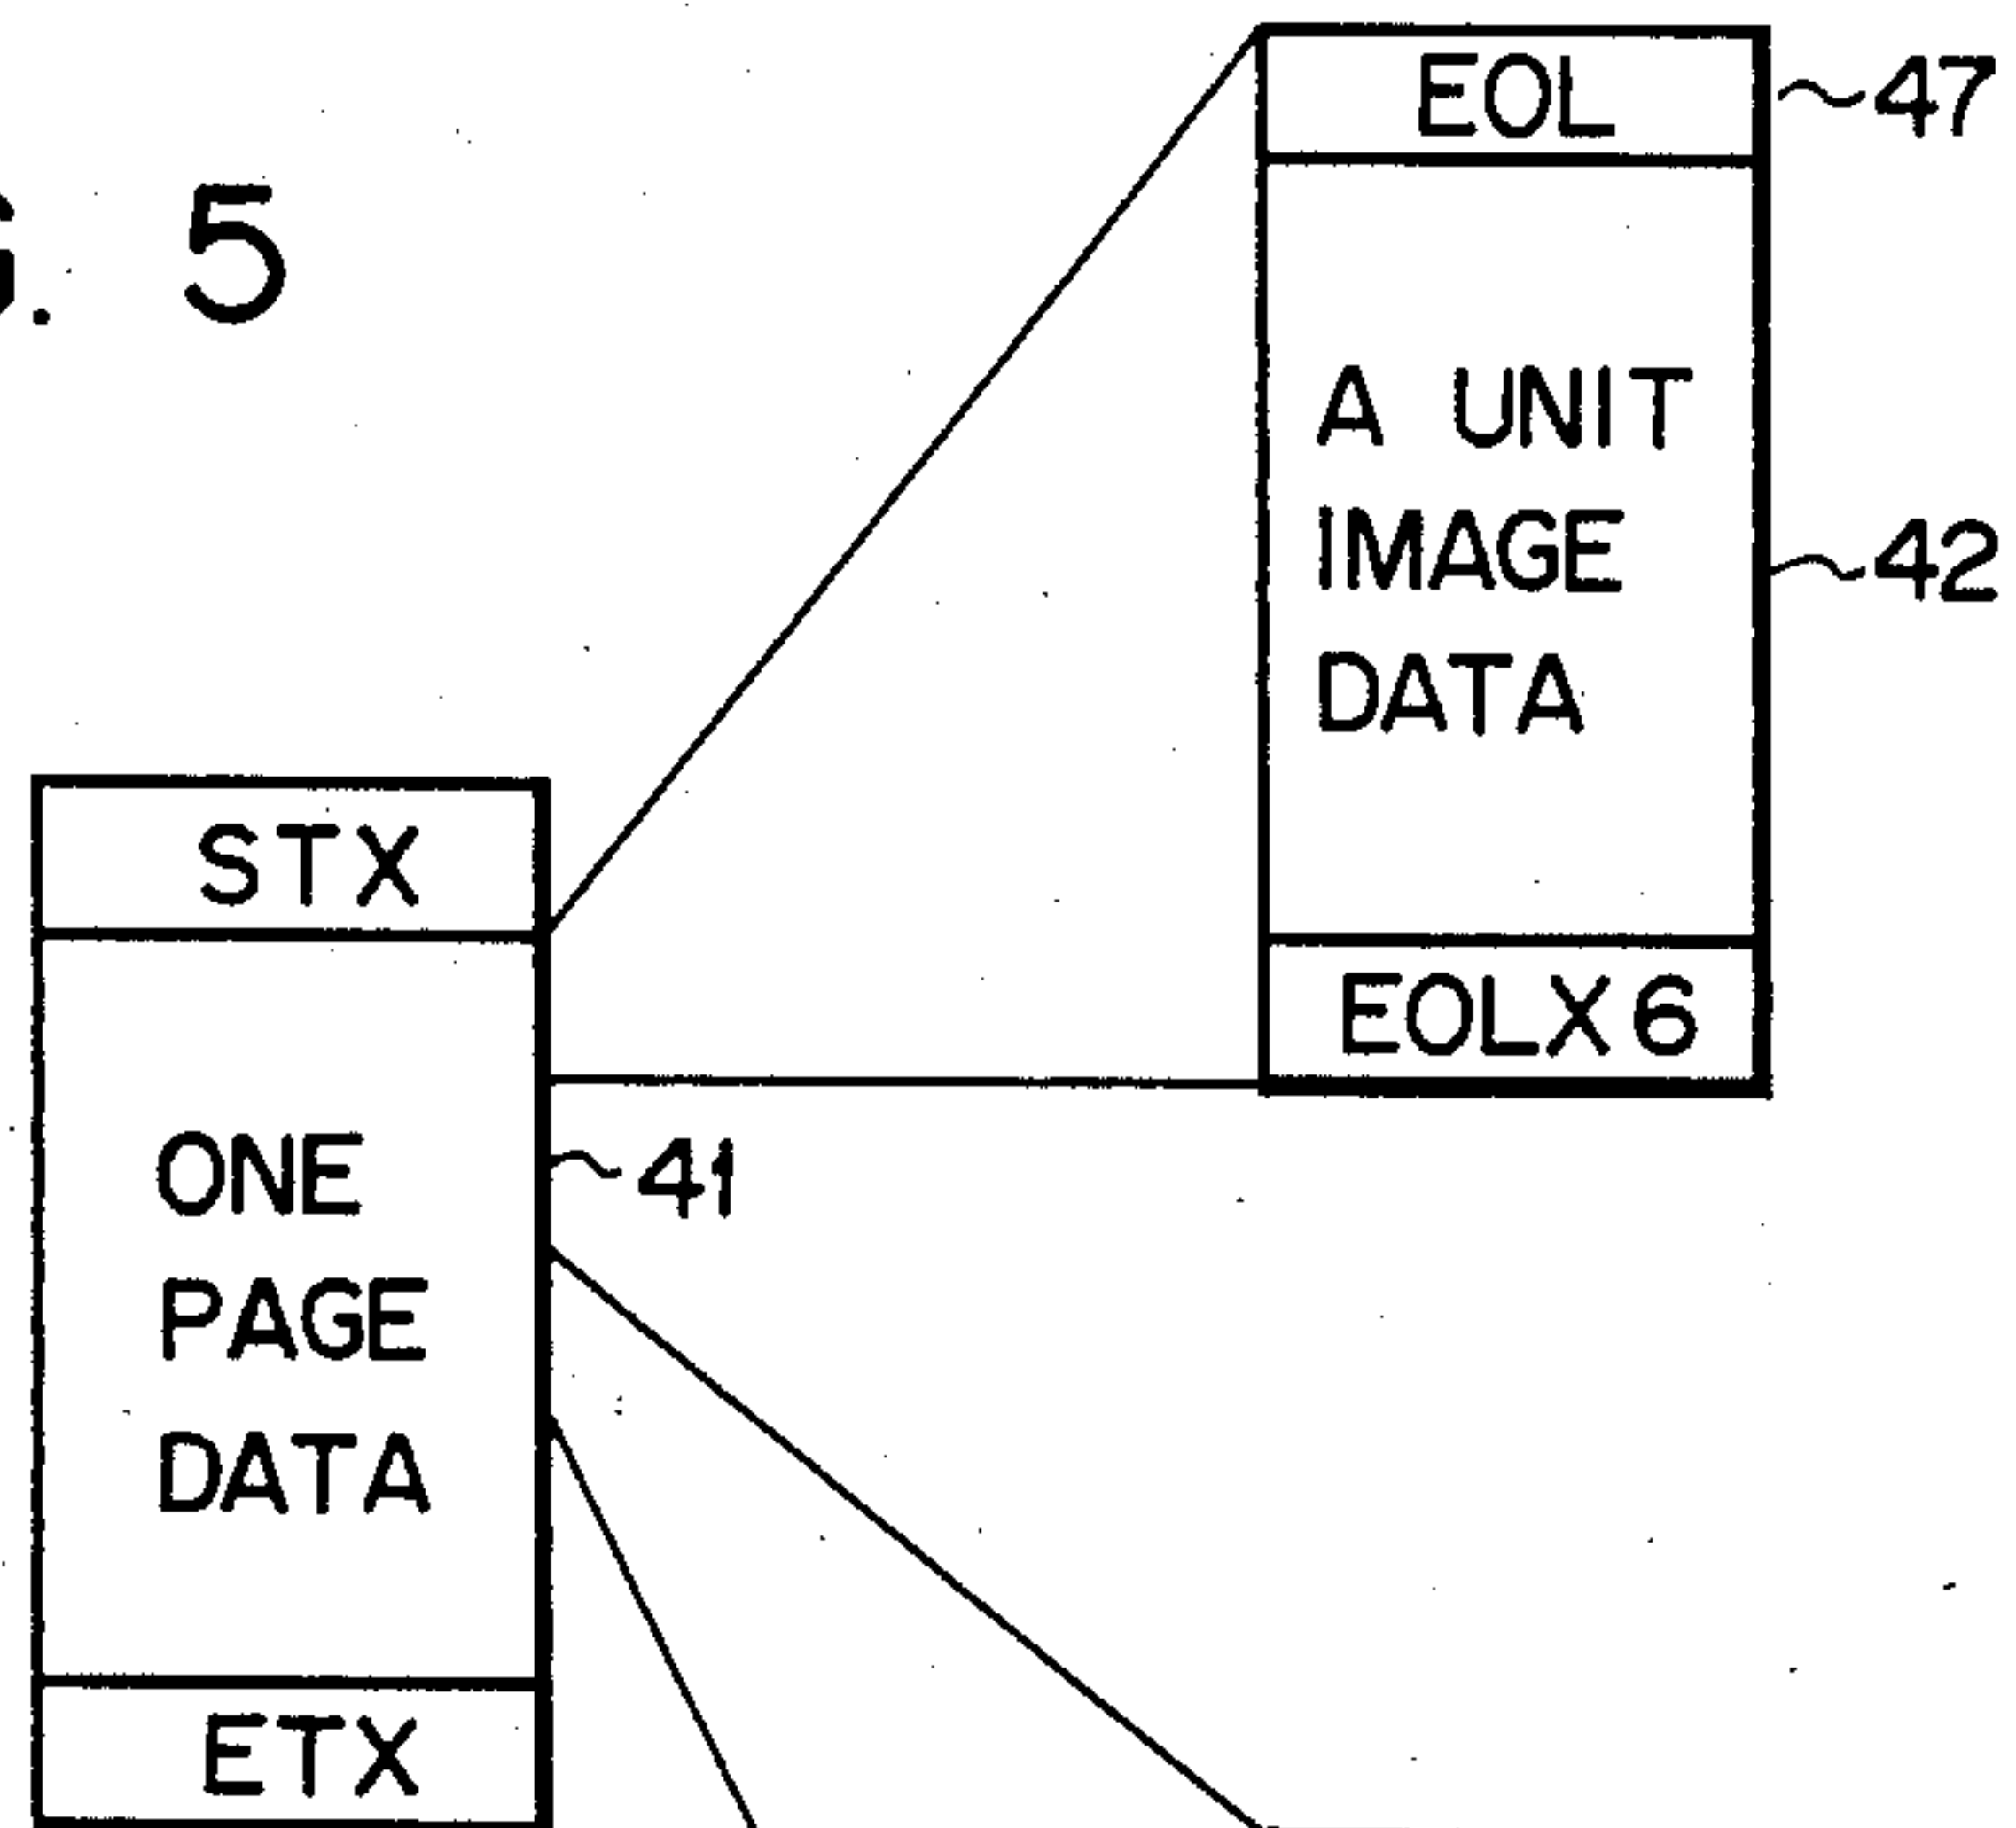 5
EOL
47
A UNIT
IMAGE
DATA
42
EOLX6
STX
ONE
PAGE
DATA
41
ETX